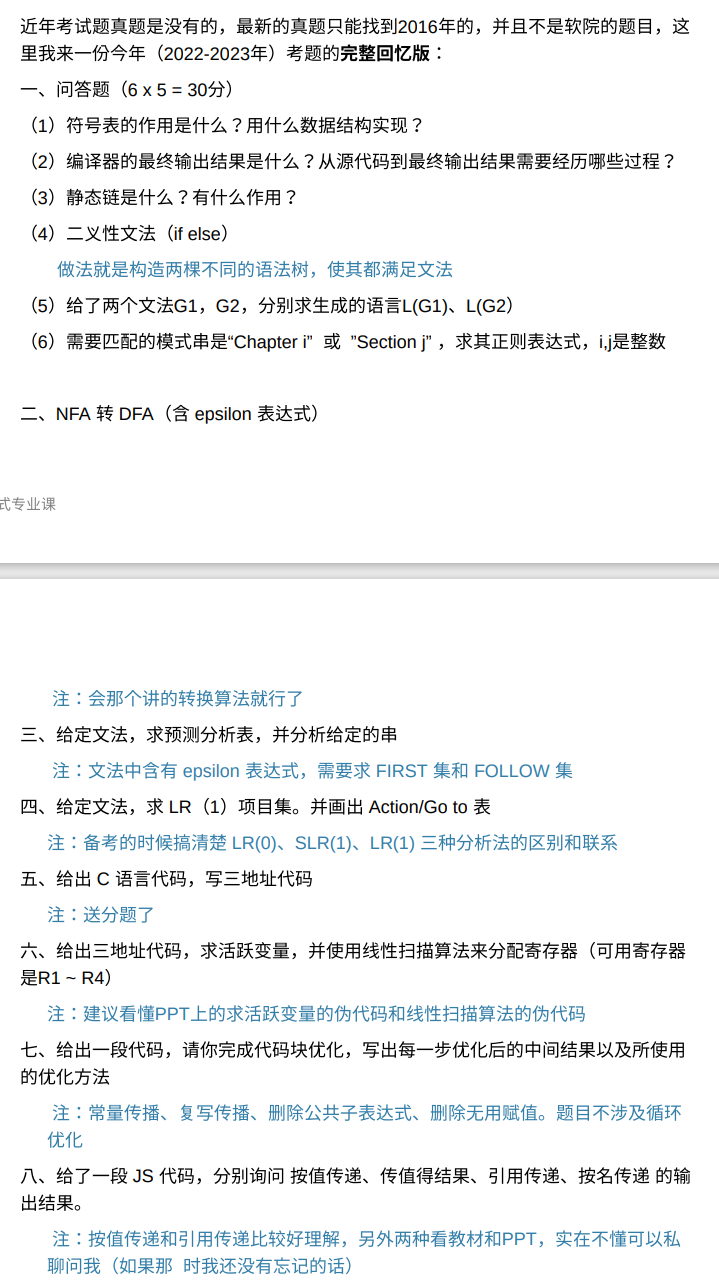 近年考试题真题是没有的，最新的真题只能找到2016年的，并且不是软院的题目，这
里我来一份今年（2022-2023年）考题的完整回忆版：
一、问答题（6 x 5 = 30分）
（1）符号表的作用是什么？用什么数据结构实现？
（2）编译器的最终输出结果是什么？从源代码到最终输出结果需要经历哪些过程？
（3）静态链是什么？有什么作用？
（4）二义性文法（if else）
做法就是构造两棵不同的语法树，使其都满足文法
（5）给了两个文法G1，G2，分别求生成的语言L(G1)、L(G2）
（6）需要匹配的模式串是“Chapter i” 或 ”Section j” ，求其正则表达式，i,j是整数
二、NFA 转 DFA（含 epsilon 表达式）
式专业课
注：会那个讲的转换算法就行了
三、给定文法，求预测分析表，并分析给定的串
注：文法中含有 epsilon 表达式，需要求 FIRST 集和 FOLLOW 集
四、给定文法，求 LR（1）项目集。并画出 Action/Go to 表
注：备考的时候搞清楚 LR(0)、SLR(1)、LR(1) 三种分析法的区别和联系
五、给出 C 语言代码，写三地址代码
注：送分题了
六、给出三地址代码，求活跃变量，并使用线性扫描算法来分配寄存器（可用寄存器
是R1 ~ R4）
注：建议看懂PPT上的求活跃变量的伪代码和线性扫描算法的伪代码
七、给出一段代码，请你完成代码块优化，写出每一步优化后的中间结果以及所使用
的优化方法
注：常量传播、复写传播、删除公共子表达式、删除无用赋值。题目不涉及循环
优化
八、给了一段 JS 代码，分别询问 按值传递、传值得结果、引用传递、按名传递 的输
出结果。
注：按值传递和引用传递比较好理解，另外两种看教材和PPT，实在不懂可以私
聊问我（如果那 时我还没有忘记的话）